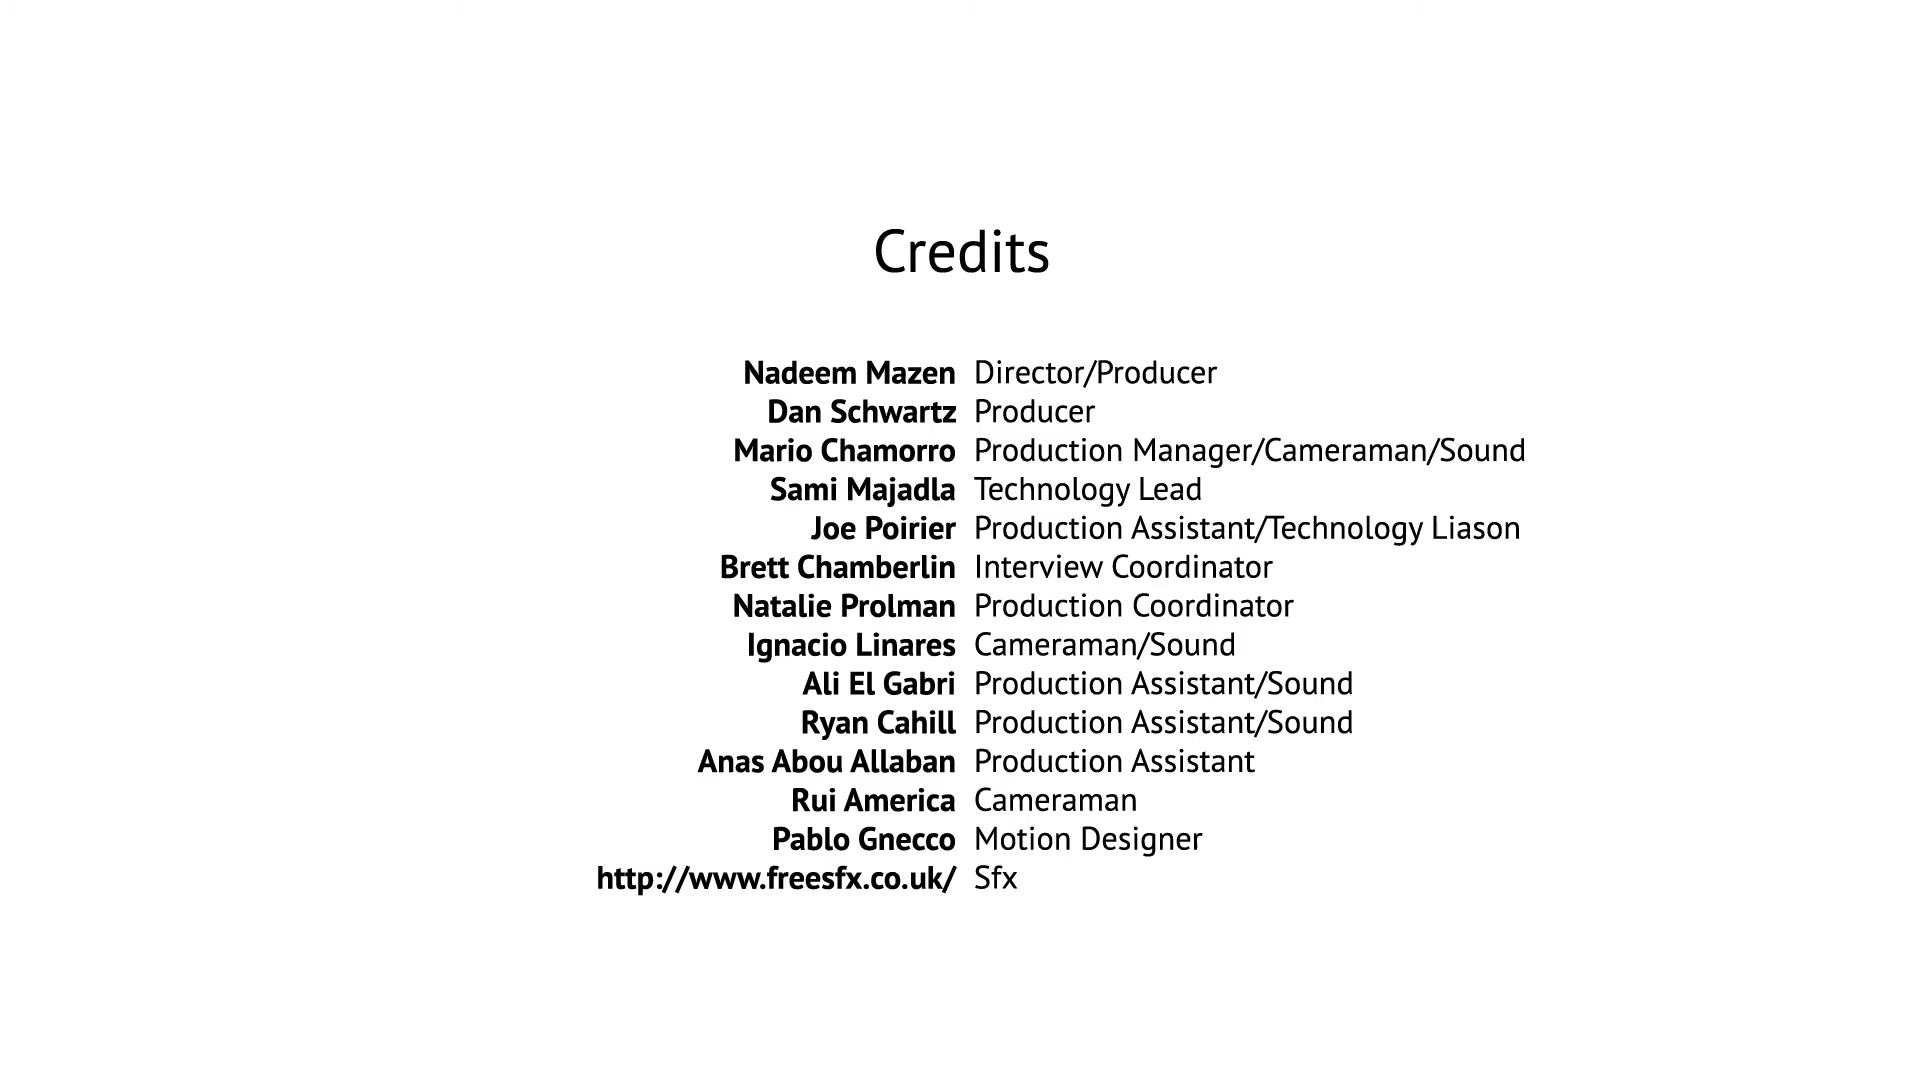 Credits
Nadeem Mazen Director/Producer
Dan Schwartz Producer
Mario Chamorro Production Manager/Cameraman/Sound
Sami Majadla Technology Lead
Joe Poirier Production Assistant/Technology Liason
Brett Chamberlin Interview Coordinator
Natalie Prolman Production Coordinator
Ignacio Linares Cameraman/Sound
Ali El Gabri Production Assistant/Sound
Ryan Cahill Production Assistant/Sound
Anas Abou Allaban Production Assistant
Rui America Cameraman
Pablo Gnecco Motion Designer
http://www.freesfx.co.uk/ Sfx